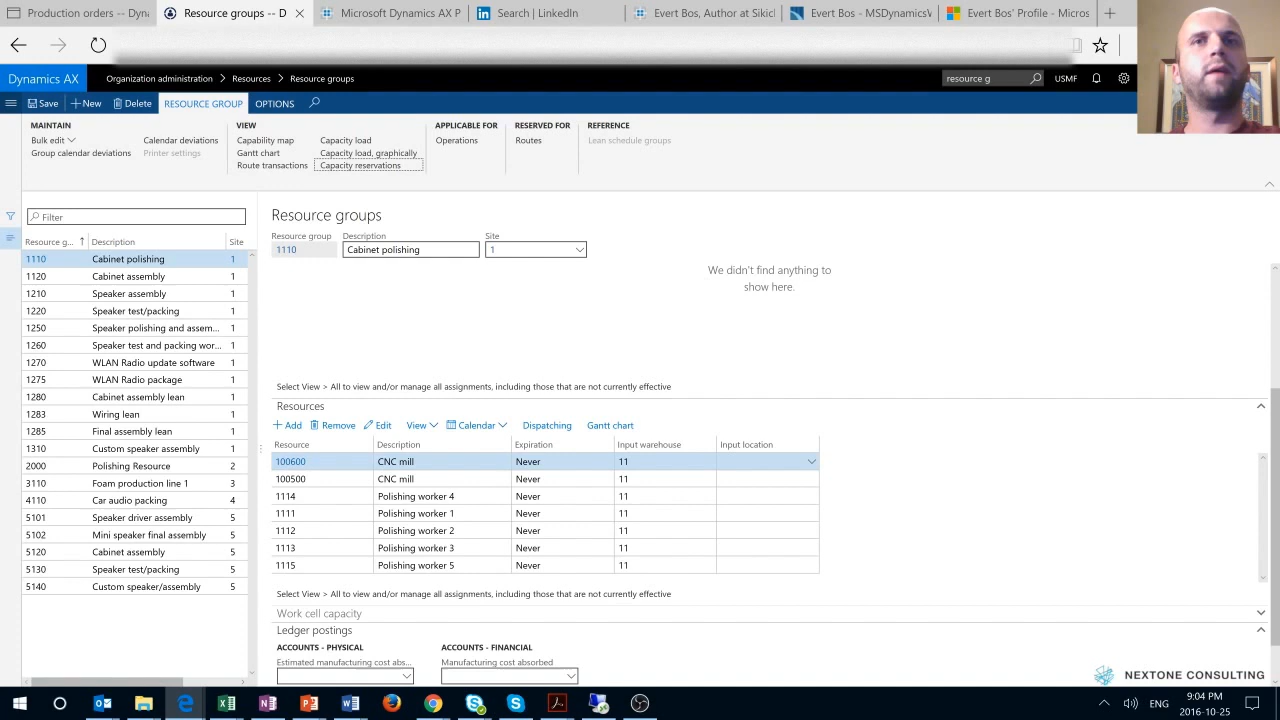 Production orders -- Dyna
Resource groups -- D
Microsoft Dynamics AX P
Search | LinkedIn
Evert Bos, Author at Sikich
Evert Bos - MSDynamicsV
Evert Bos' Profile - Micros
Dynamics AX
Organization administration
Resources
Resource groups
resource g
USMF
Save
New
Delete
RESOURCE GROUP
OPTIONS
MAINTAIN
Bulk edit
Group calendar deviations
Calendar deviations
Printer settings
VIEW
Capability map
Gantt chart
Route transactions
Capacity load
Capacity load, graphically
Capacity reservations
APPLICABLE FOR
Operations
RESERVED FOR
Routes
REFERENCE
Lean schedule groups
Filter
Resource g... Description Site
1110 Cabinet polishing 1
1120 Cabinet assembly 1
1210 Speaker assembly 1
1220 Speaker test/packing 1
1250 Speaker polishing and assem... 1
1260 Speaker test and packing wor... 1
1270 WLAN Radio update software 1
1275 WLAN Radio package 1
1280 Cabinet assembly lean 1
1283 Wiring lean 1
1285 Final assembly lean 1
1310 Custom speaker assembly 1
2000 Polishing Resource 2
3110 Foam production line 1 3
4110 Car audio packing 4
5101 Speaker driver assembly 5
5102 Mini speaker final assembly 5
5120 Cabinet assembly 5
5130 Speaker test/packing 5
5140 Custom speaker/assembly 5
Resource groups
Resource group Description Site
1110 Cabinet polishing 1
We didn't find anything to
show here.
Select View > All to view and/or manage all assignments, including those that are not currently effective
Resources
Add Remove Edit View Calendar Dispatching Gantt chart
Resource Description Expiration Input warehouse Input location
100600 CNC mill Never 11
100500 CNC mill Never 11
1114 Polishing worker 4 Never 11
1111 Polishing worker 1 Never 11
1112 Polishing worker 2 Never 11
1113 Polishing worker 3 Never 11
1115 Polishing worker 5 Never 11
Select View > All to view and/or manage all assignments, including those that are not currently effective
Work cell capacity
Ledger postings
ACCOUNTS - PHYSICAL
Estimated manufacturing cost abs...
ACCOUNTS - FINANCIAL
Manufacturing cost absorbed
NEXTONE CONSULTING
ENG
9:04 PM
2016-10-25